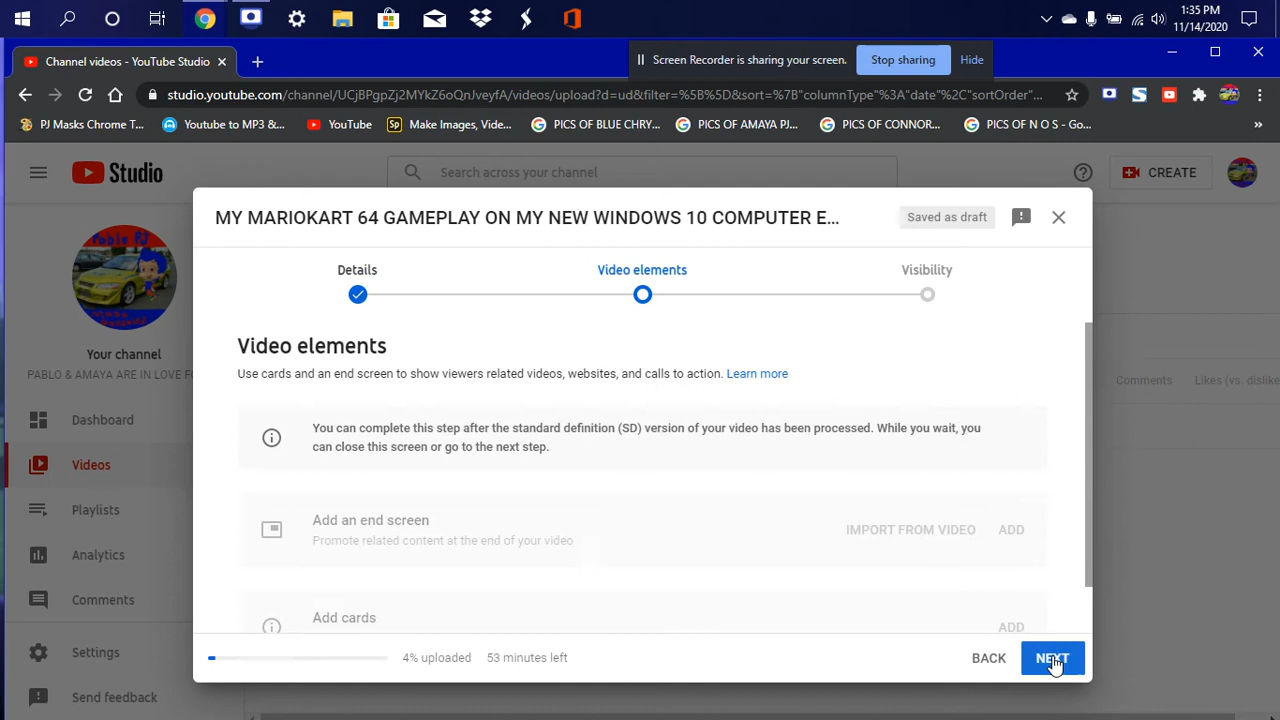 1:35 PM
11/14/2020
Channel videos - YouTube Studio
Screen Recorder is sharing your screen.
Stop sharing
Hide
studio.youtube.com/channel/UCjBPgpZj2MYkZ6oQnJveyfA/videos/upload?d=ud&filter=%5B%5D&sort=%7B"columnType"%3A"date"%2C"sortOrder"...
PJ Masks Chrome T...
Youtube to MP3 &...
YouTube
Sp
Make Images, Vide...
PICS OF BLUE CHRY...
PICS OF AMAYA PJ...
PICS OF CONNOR...
PICS OF N O S - Go...
Studio
Search across your channel
CREATE
MY MARIOKART 64 GAMEPLAY ON MY NEW WINDOWS 10 COMPUTER E...
Saved as draft
Details
Video elements
Visibility
Video elements
Use cards and an end screen to show viewers related videos, websites, and calls to action. Learn more
You can complete this step after the standard definition (SD) version of your video has been processed. While you wait, you
can close this screen or go to the next step.
Add an end screen
Promote related content at the end of your video
IMPORT FROM VIDEO
ADD
Add cards
ADD
4% uploaded
53 minutes left
BACK
NEXT
Your channel
PABLO & AMAYA ARE IN LOVE FO
Dashboard
Videos
Playlists
Analytics
Comments
Settings
Send feedback
Comments
Likes (vs. dislike